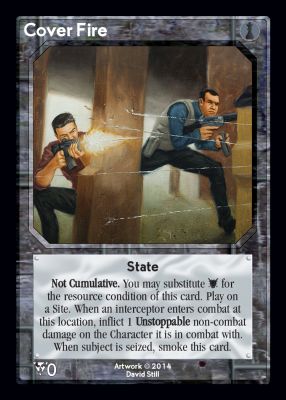 Cover Fire
State
Not Cumulative. You may substitute for
the resource condition of this card. Play on
a Site. When an interceptor enters combat at
this location, inflict 1 Unstoppable non-combat
damage on the Character it is in combat with.
When subject is seized, smoke this card.
0
Artwork © 2014
David Still